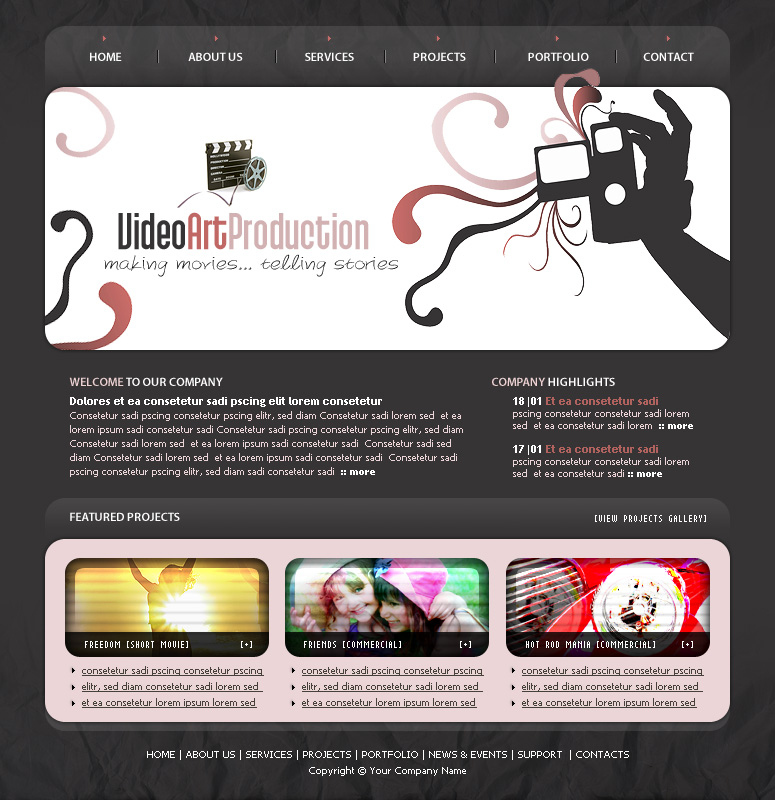 HOME ABOUT US SERVICES PROJECTS PORTFOLIO CONTACT
VideoArtProduction
making movies... telling stories
WELCOME TO OUR COMPANY
Dolores et ea consetetur sadi pscing elit lorem consetetur
Consetetur sadi pscing consetetur pscing elitr, sed diam Consetetur sadi lorem sed et ea
lorem ipsum sadi consetetur sadi Consetetur sadi pscing consetetur pscing elitr, sed diam
Consetetur sadi lorem sed et ea lorem ipsum sadi consetetur sadi Consetetur sadi sed
diam Consetetur sadi lorem sed et ea lorem ipsum sadi consetetur sadi Consetetur sadi
pscing consetetur pscing elitr, sed diam sadi consetetur sadi :: more
COMPANY HIGHLIGHTS
18 |01 Et ea consetetur sadi
pscing consetetur consetetur sadi lorem
sed et ea consetetur sadi lorem :: more
17 |01 Et ea consetetur sadi
pscing consetetur consetetur sadi lorem
sed et ea consetetur sadi :: more
FEATURED PROJECTS
[VIEW PROJECTS GALLERY]
FREEDOM [SHORT MOVIE] [+]
consetetur sadi pscing consetetur pscing
elitr, sed diam consetetur sadi lorem sed
et ea consetetur lorem ipsum lorem sed
FRIENDS [COMMERCIAL] [+]
consetetur sadi pscing consetetur pscing
elitr, sed diam consetetur sadi lorem sed
et ea consetetur lorem ipsum lorem sed
HOT ROD MANIA [COMMERCIAL] [+]
consetetur sadi pscing consetetur pscing
elitr, sed diam consetetur sadi lorem sed
et ea consetetur lorem ipsum lorem sed
HOME | ABOUT US | SERVICES | PROJECTS | PORTFOLIO | NEWS & EVENTS | SUPPORT | CONTACTS
Copyright © Your Company Name